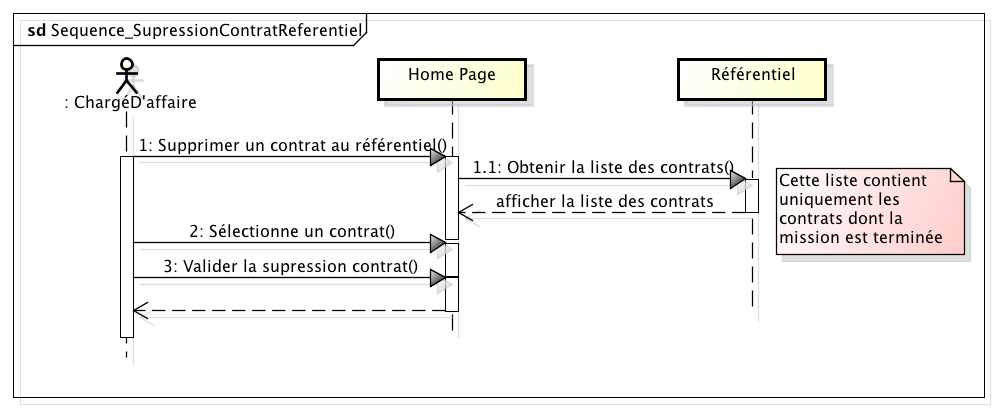 sd Sequence_SupressionContratReferentiel
: ChargéD'affaire
Home Page
Référentiel
1: Supprimer un contrat au référentiel()
1.1: Obtenir la liste des contrats()
afficher la liste des contrats
Cette liste contient
uniquement les
contrats dont la
mission est terminée
2: Sélectionne un contrat()
3: Valider la supression contrat()